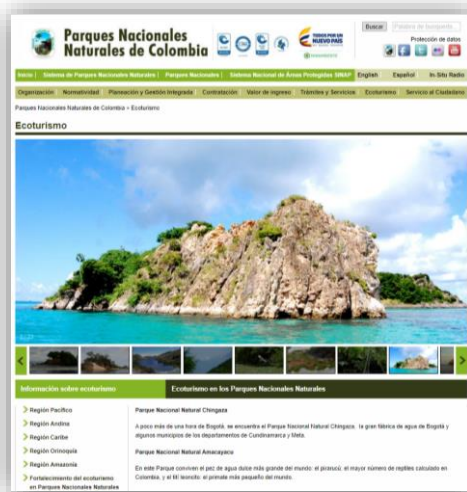 Parques Nacionales
Naturales de Colombia
TODOS POR UN
NUEVO PAÍS
Buscar
Protección de datos
Inicio | Sistema de Parques Nacionales Naturales | Parques Nacionales | Sistema Nacional de Áreas Protegidas SINAP English Español In-Situ Radio
Organización Normatividad Planeación y Gestión Integrada Contratación Valor de ingreso Trámites y Servicios Ecoturismo Servicio al Ciudadano
Parques Nacionales Naturales de Colombia » Ecoturismo
Ecoturismo
Información sobre ecoturismo
Ecoturismo en los Parques Nacionales Naturales
Región Pacífico
Región Andina
Región Caribe
Región Orinoquía
Región Amazonía
Fortalecimiento del ecoturismo
en Parques Nacionales Naturales
Parque Nacional Natural Chingaza
A poco más de una hora de Bogotá, se encuentra el Parque Nacional Natural Chingaza, la gran fábrica de agua de Bogotá y
algunos municipios de los departamentos de Cundinamarca y Meta.
Parque Nacional Natural Amacayacu
En este Parque conviven el pez de agua dulce más grande del mundo: el pirarucú; el mayor número de reptiles calculado en
Colombia, y el tití leoncito: el primate más pequeño del mundo.